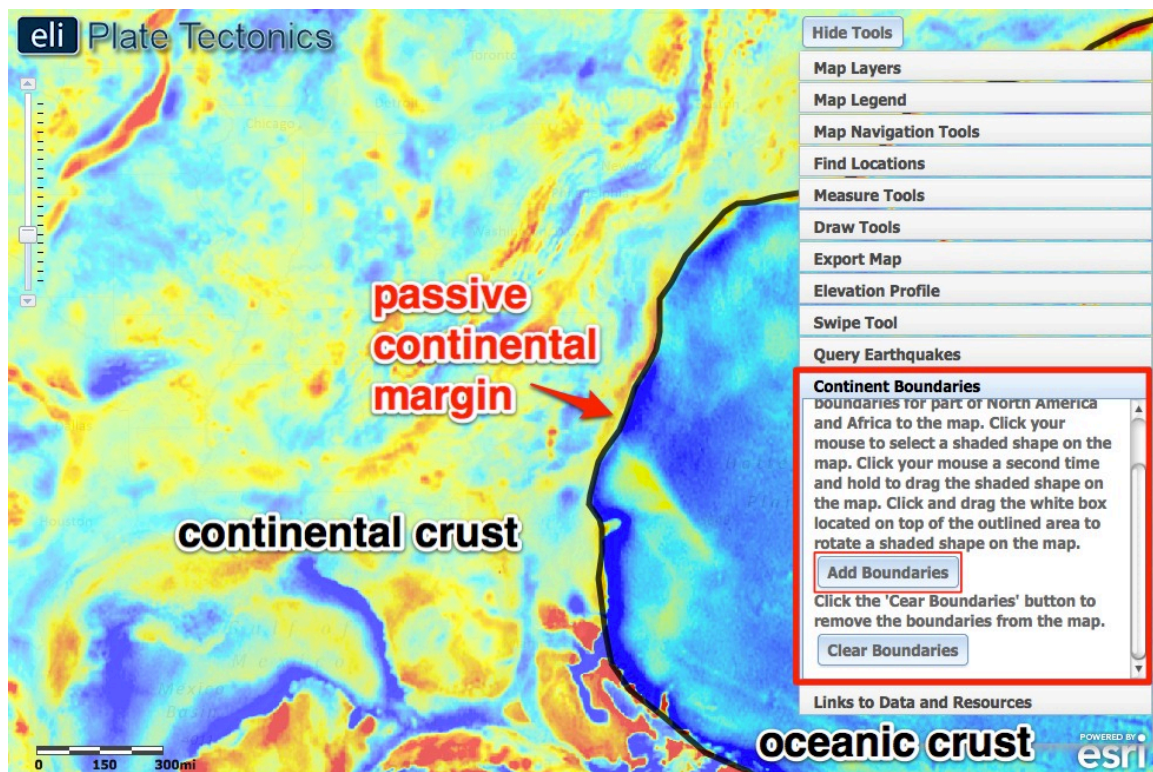 eli Plate Tectonics
Hide Tools
Map Layers
Map Legend
Map Navigation Tools
Find Locations
Measure Tools
Draw Tools
Export Map
Elevation Profile
Swipe Tool
Query Earthquakes
Continent Boundaries
boundaries for part of North America
and Africa to the map. Click your
mouse to select a shaded shape on the
map. Click your mouse a second time
and hold to drag the shaded shape on
the map. Click and drag the white box
located on top of the outlined area to
rotate a shaded shape on the map.
Add Boundaries
Click the 'Cear Boundaries' button to
remove the boundaries from the map.
Clear Boundaries
Links to Data and Resources
Toronto
Detroit
Chicago
passive
continental
margin
Houston
continental crust
oceanic crust
0 150 300mi
POWERED BY
esri